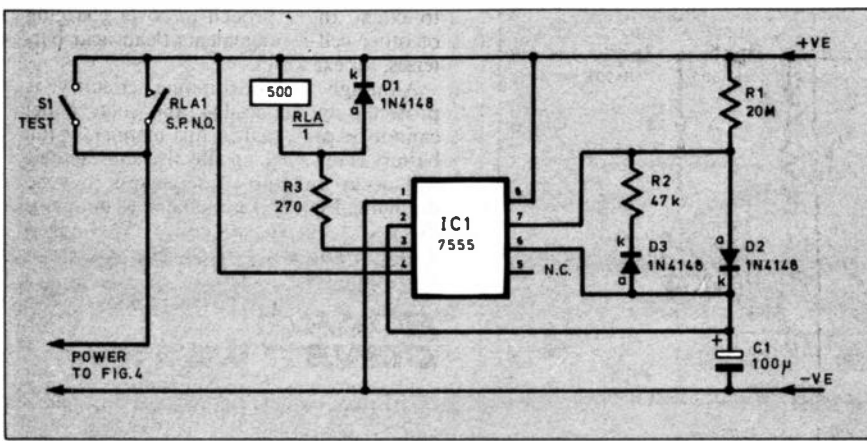 +VE
S1
TEST
RLA1
S.P.N.O.
500
RLA
1
k
D1
1N4148
a
R1
20M
R3
270
1
2
3
4
IC1
7555
8
7
6
5
N.C.
R2
47k
k
D3
1N4148
a
a
D2
1N4148
k
+
C1
100µ
POWER
TO FIG.4
-VE